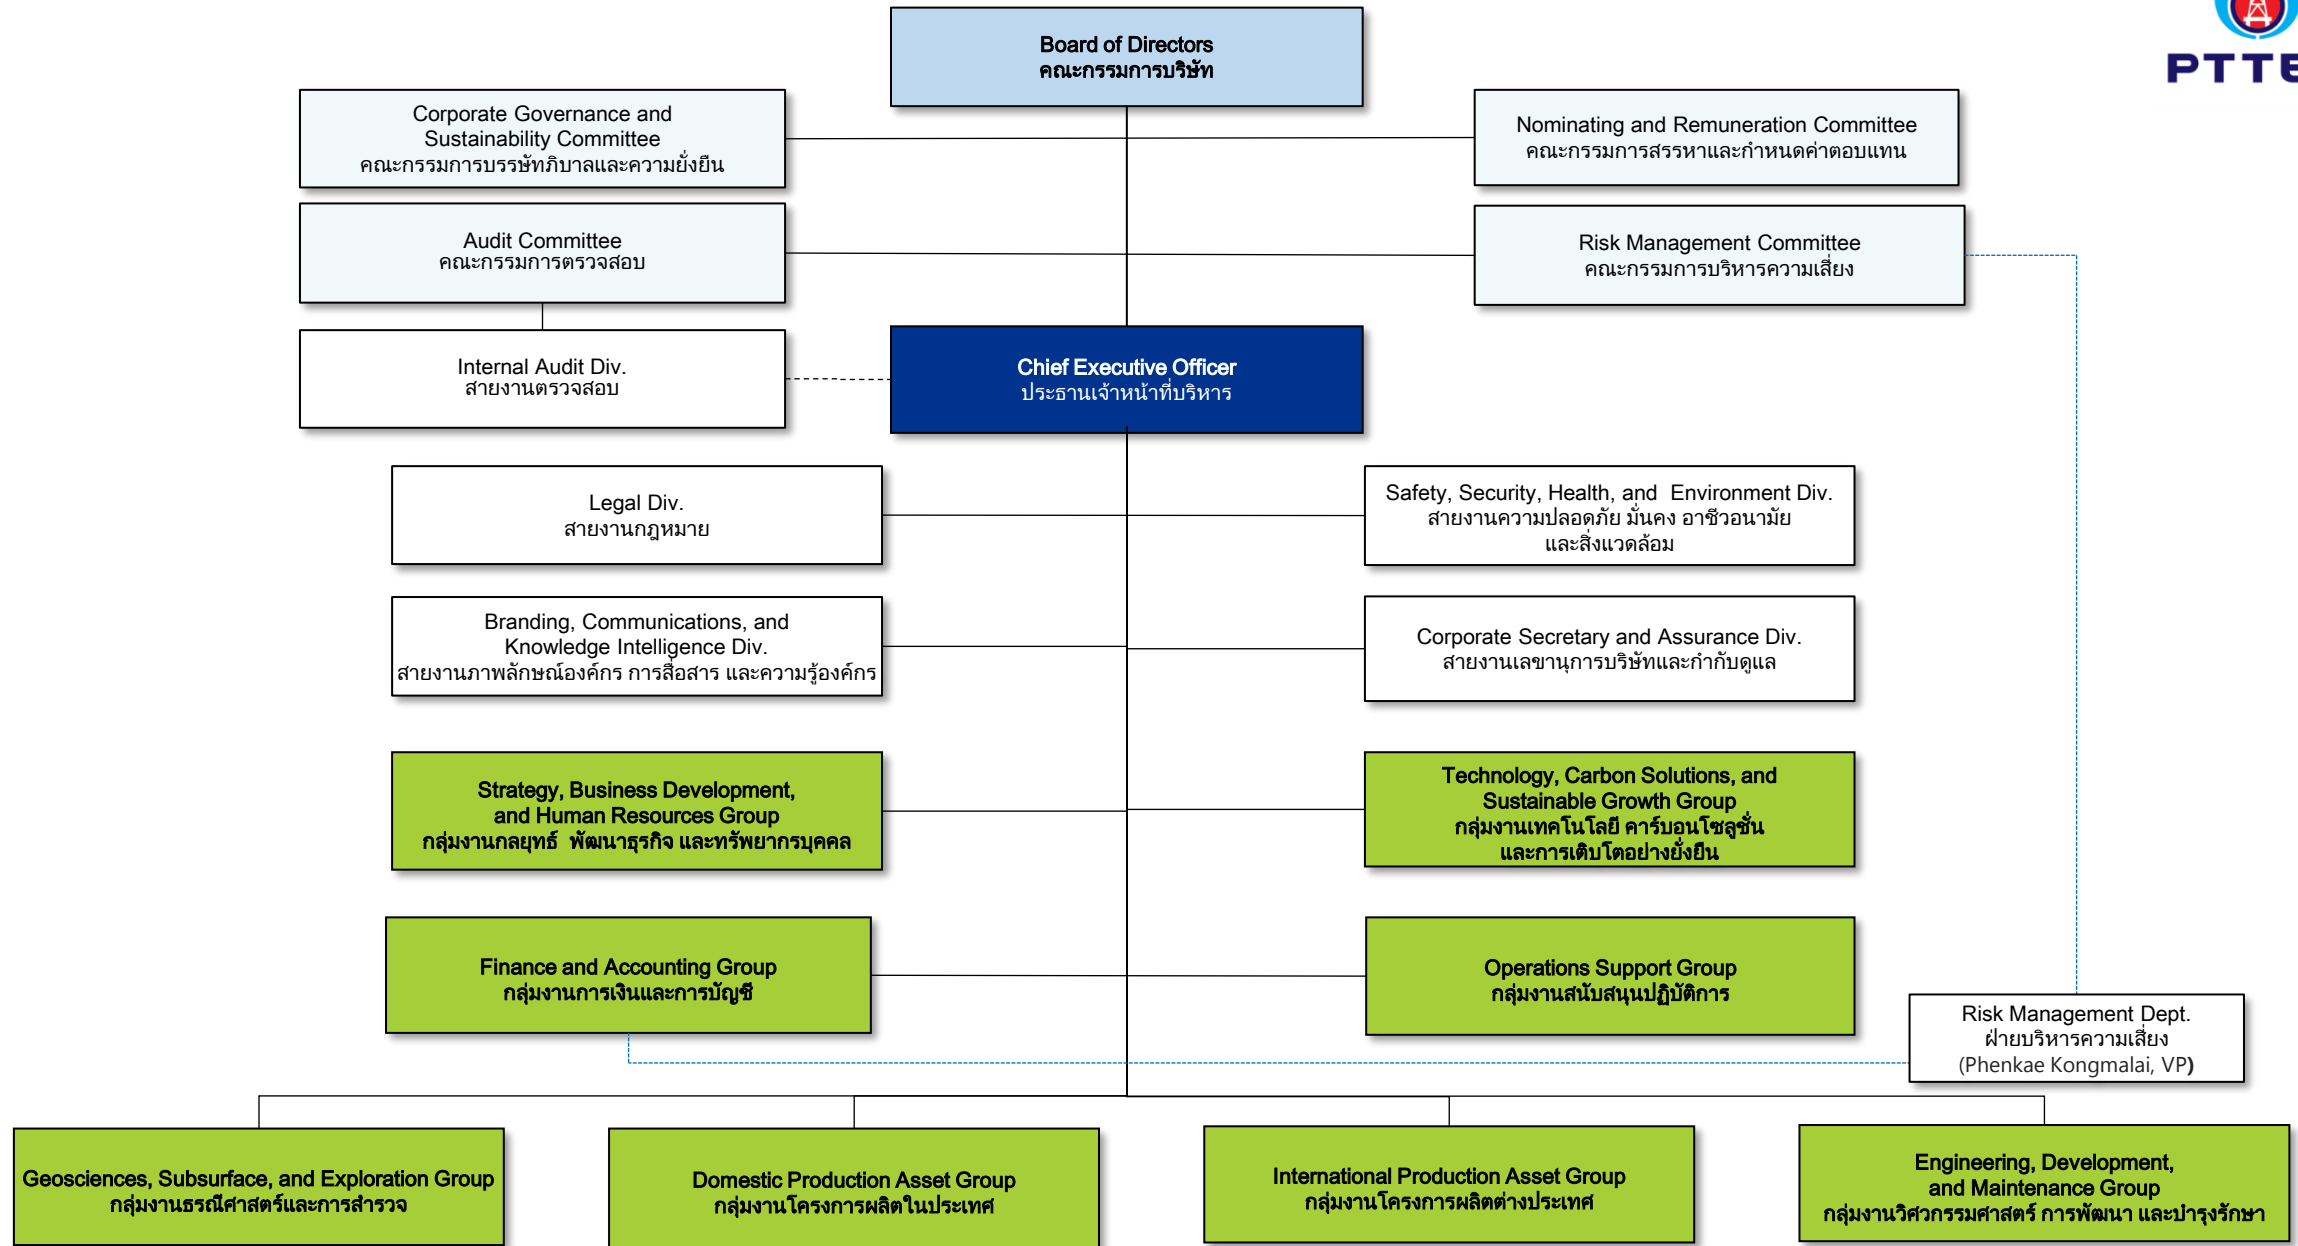 Board of Directors
คณะกรรมการบริษัท
PTTE
Corporate Governance and
Sustainability Committee
คณะกรรมการบรรษัทภิบาลและความยั่งยืน
Nominating and Remuneration Committee
คณะกรรมการสรรหาและกำหนดค่าตอบแทน
Audit Committee
คณะกรรมการตรวจสอบ
Risk Management Committee
คณะกรรมการบริหารความเสี่ยง
Internal Audit Div.
สายงานตรวจสอบ
Chief Executive Officer
ประธานเจ้าหน้าที่บริหาร
Legal Div.
สายงานกฎหมาย
Safety, Security, Health, and  Environment Div.
สายงานความปลอดภัย มั่นคง อาชีวอนามัย
และสิ่งแวดล้อม
Branding, Communications, and
Knowledge Intelligence Div.
สายงานภาพลักษณ์องค์กร การสื่อสาร และความรู้องค์กร
Corporate Secretary and Assurance Div.
สายงานเลขานุการบริษัทและกำกับดูแล
Strategy, Business Development,
and Human Resources Group
กลุ่มงานกลยุทธ์  พัฒนาธุรกิจ และทรัพยากรบุคคล
Technology, Carbon Solutions, and
Sustainable Growth Group
กลุ่มงานเทคโนโลยี คาร์บอนโซลูชั่น
และการเติบโตอย่างยั่งยืน
Finance and Accounting Group
กลุ่มงานการเงินและการบัญชี
Operations Support Group
กลุ่มงานสนับสนุนปฏิบัติการ
Risk Management Dept.
ฝ่ายบริหารความเสี่ยง
(Phenkae Kongmalai, VP)
Geosciences, Subsurface, and Exploration Group
กลุ่มงานธรณีศาสตร์และการสำรวจ
Domestic Production Asset Group
กลุ่มงานโครงการผลิตในประเทศ
International Production Asset Group
กลุ่มงานโครงการผลิตต่างประเทศ
Engineering, Development,
and Maintenance Group
กลุ่มงานวิศวกรรมศาสตร์ การพัฒนา และบำรุงรักษา